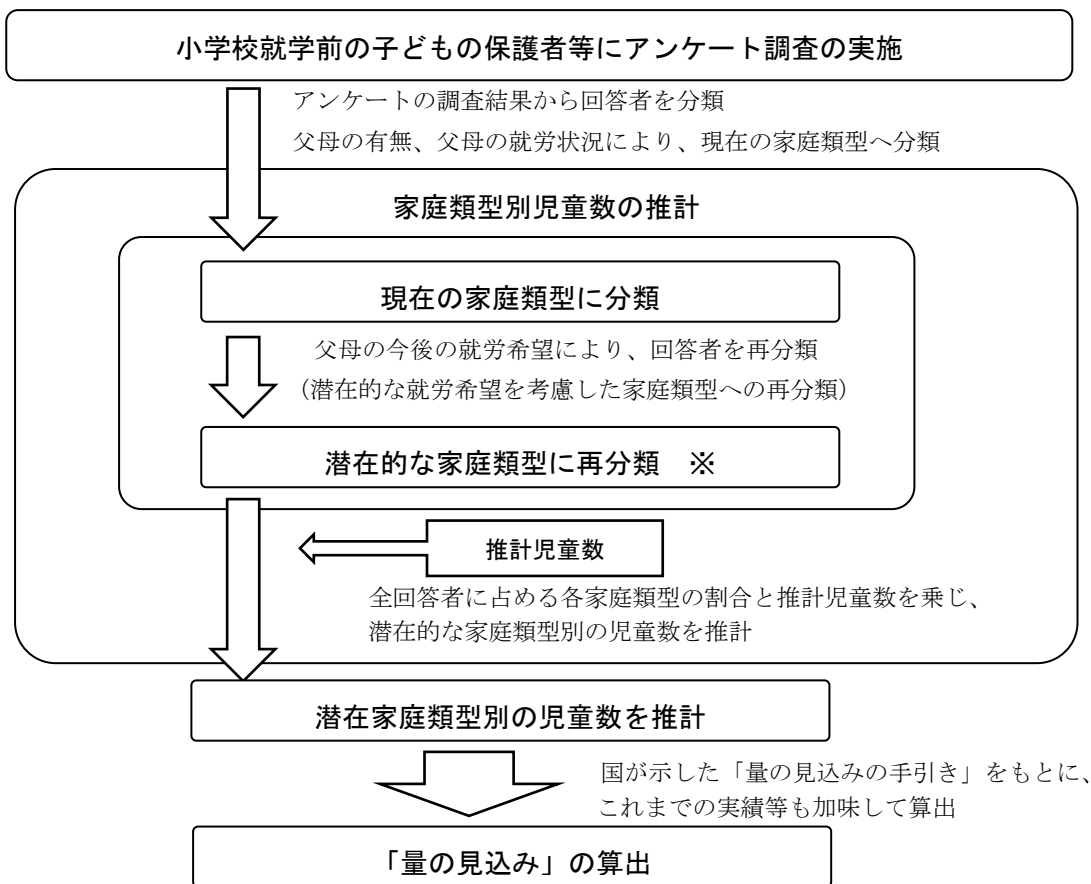 小学校就学前の子どもの保護者等にアンケート調査の実施
アンケートの調査結果から回答者を分類
父母の有無、父母の就労状況により、現在の家庭類型へ分類
家庭類型別児童数の推計
現在の家庭類型に分類
父母の今後の就労希望により、回答者を再分類
（潜在的な就労希望を考慮した家庭類型への再分類）
潜在的な家庭類型に再分類　※
推計児童数
全回答者に占める各家庭類型の割合と推計児童数を乗じ、
潜在的な家庭類型別の児童数を推計
潜在家庭類型別の児童数を推計
国が示した「量の見込みの手引き」をもとに、
これまでの実績等も加味して算出
「量の見込み」の算出